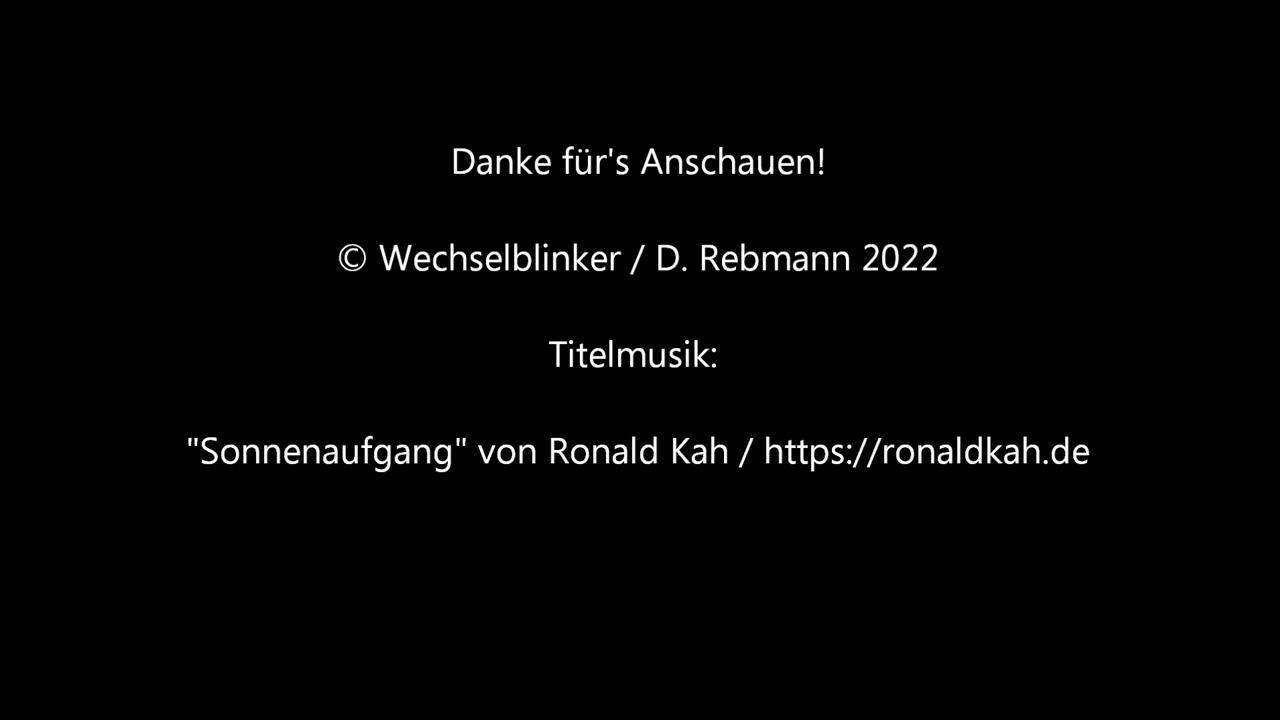 Danke für's Anschauen!
© Wechselblinker / D. Rebmann 2022
Titelmusik:
"Sonnenaufgang" von Ronald Kah / https://ronaldkah.de